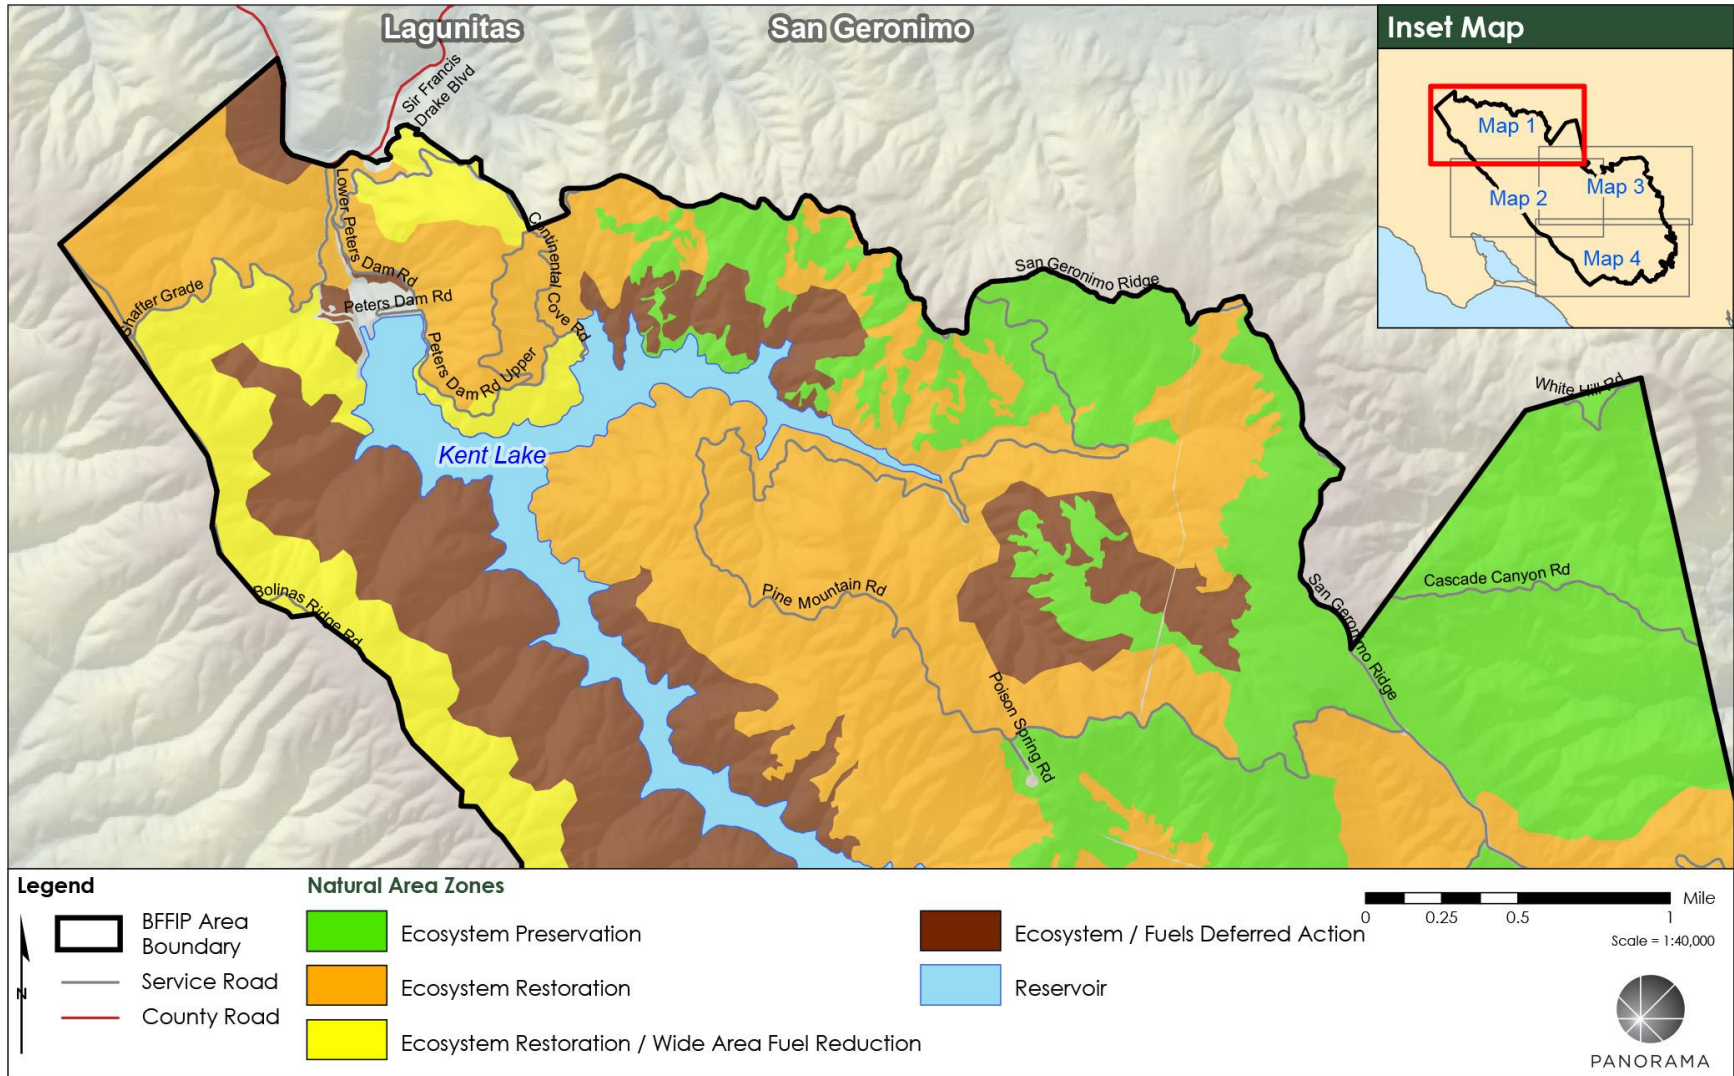 Lagunitas
San Geronimo
Inset Map
Map 1
Map 2
Map 3
Map 4
Sir Francis
Drake Blvd
Lower Peters
Dam Rd
Peters Dam Rd
Shafter Grade
Continental
Cove Rd
Peters Dam Rd Upper
San Geronimo Ridge
White Hill Rd
Kent Lake
Cascade Canyon Rd
Pine Mountain Rd
Bolinas Ridge Rd
San Geronimo Ridge
Poison Spring Rd
Legend
BFFIP Area
Boundary
Service Road
County Road
N
Natural Area Zones
Ecosystem Preservation
Ecosystem Restoration
Ecosystem Restoration / Wide Area Fuel Reduction
Ecosystem / Fuels Deferred Action
Reservoir
Mile
0 0.25 0.5 1
Scale = 1:40,000
PANORAMA